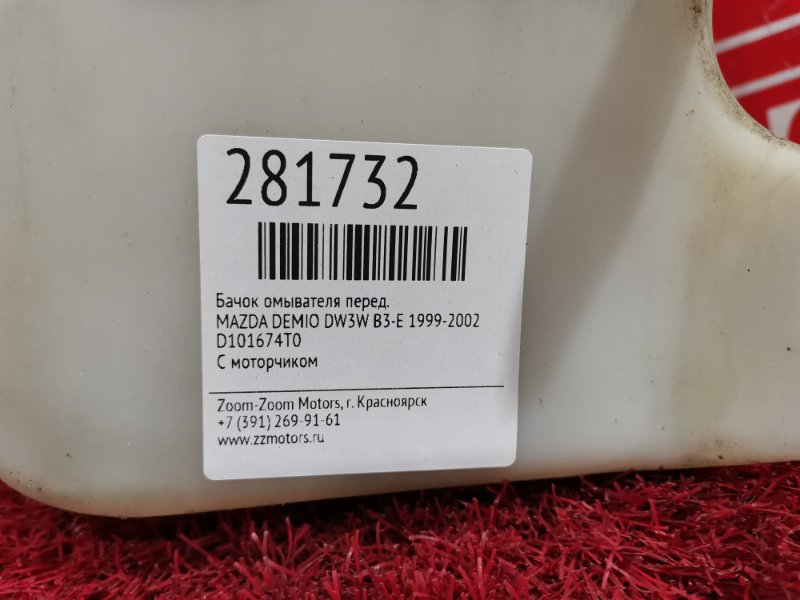 281732
Бачок омывателя перед.
MAZDA DEMIO DW3W B3-E 1999-2002
D101674T0
С моторчиком
Zoom-Zoom Motors, г. Красноярск
+7 (391) 269-91-61
www.zzmotors.ru